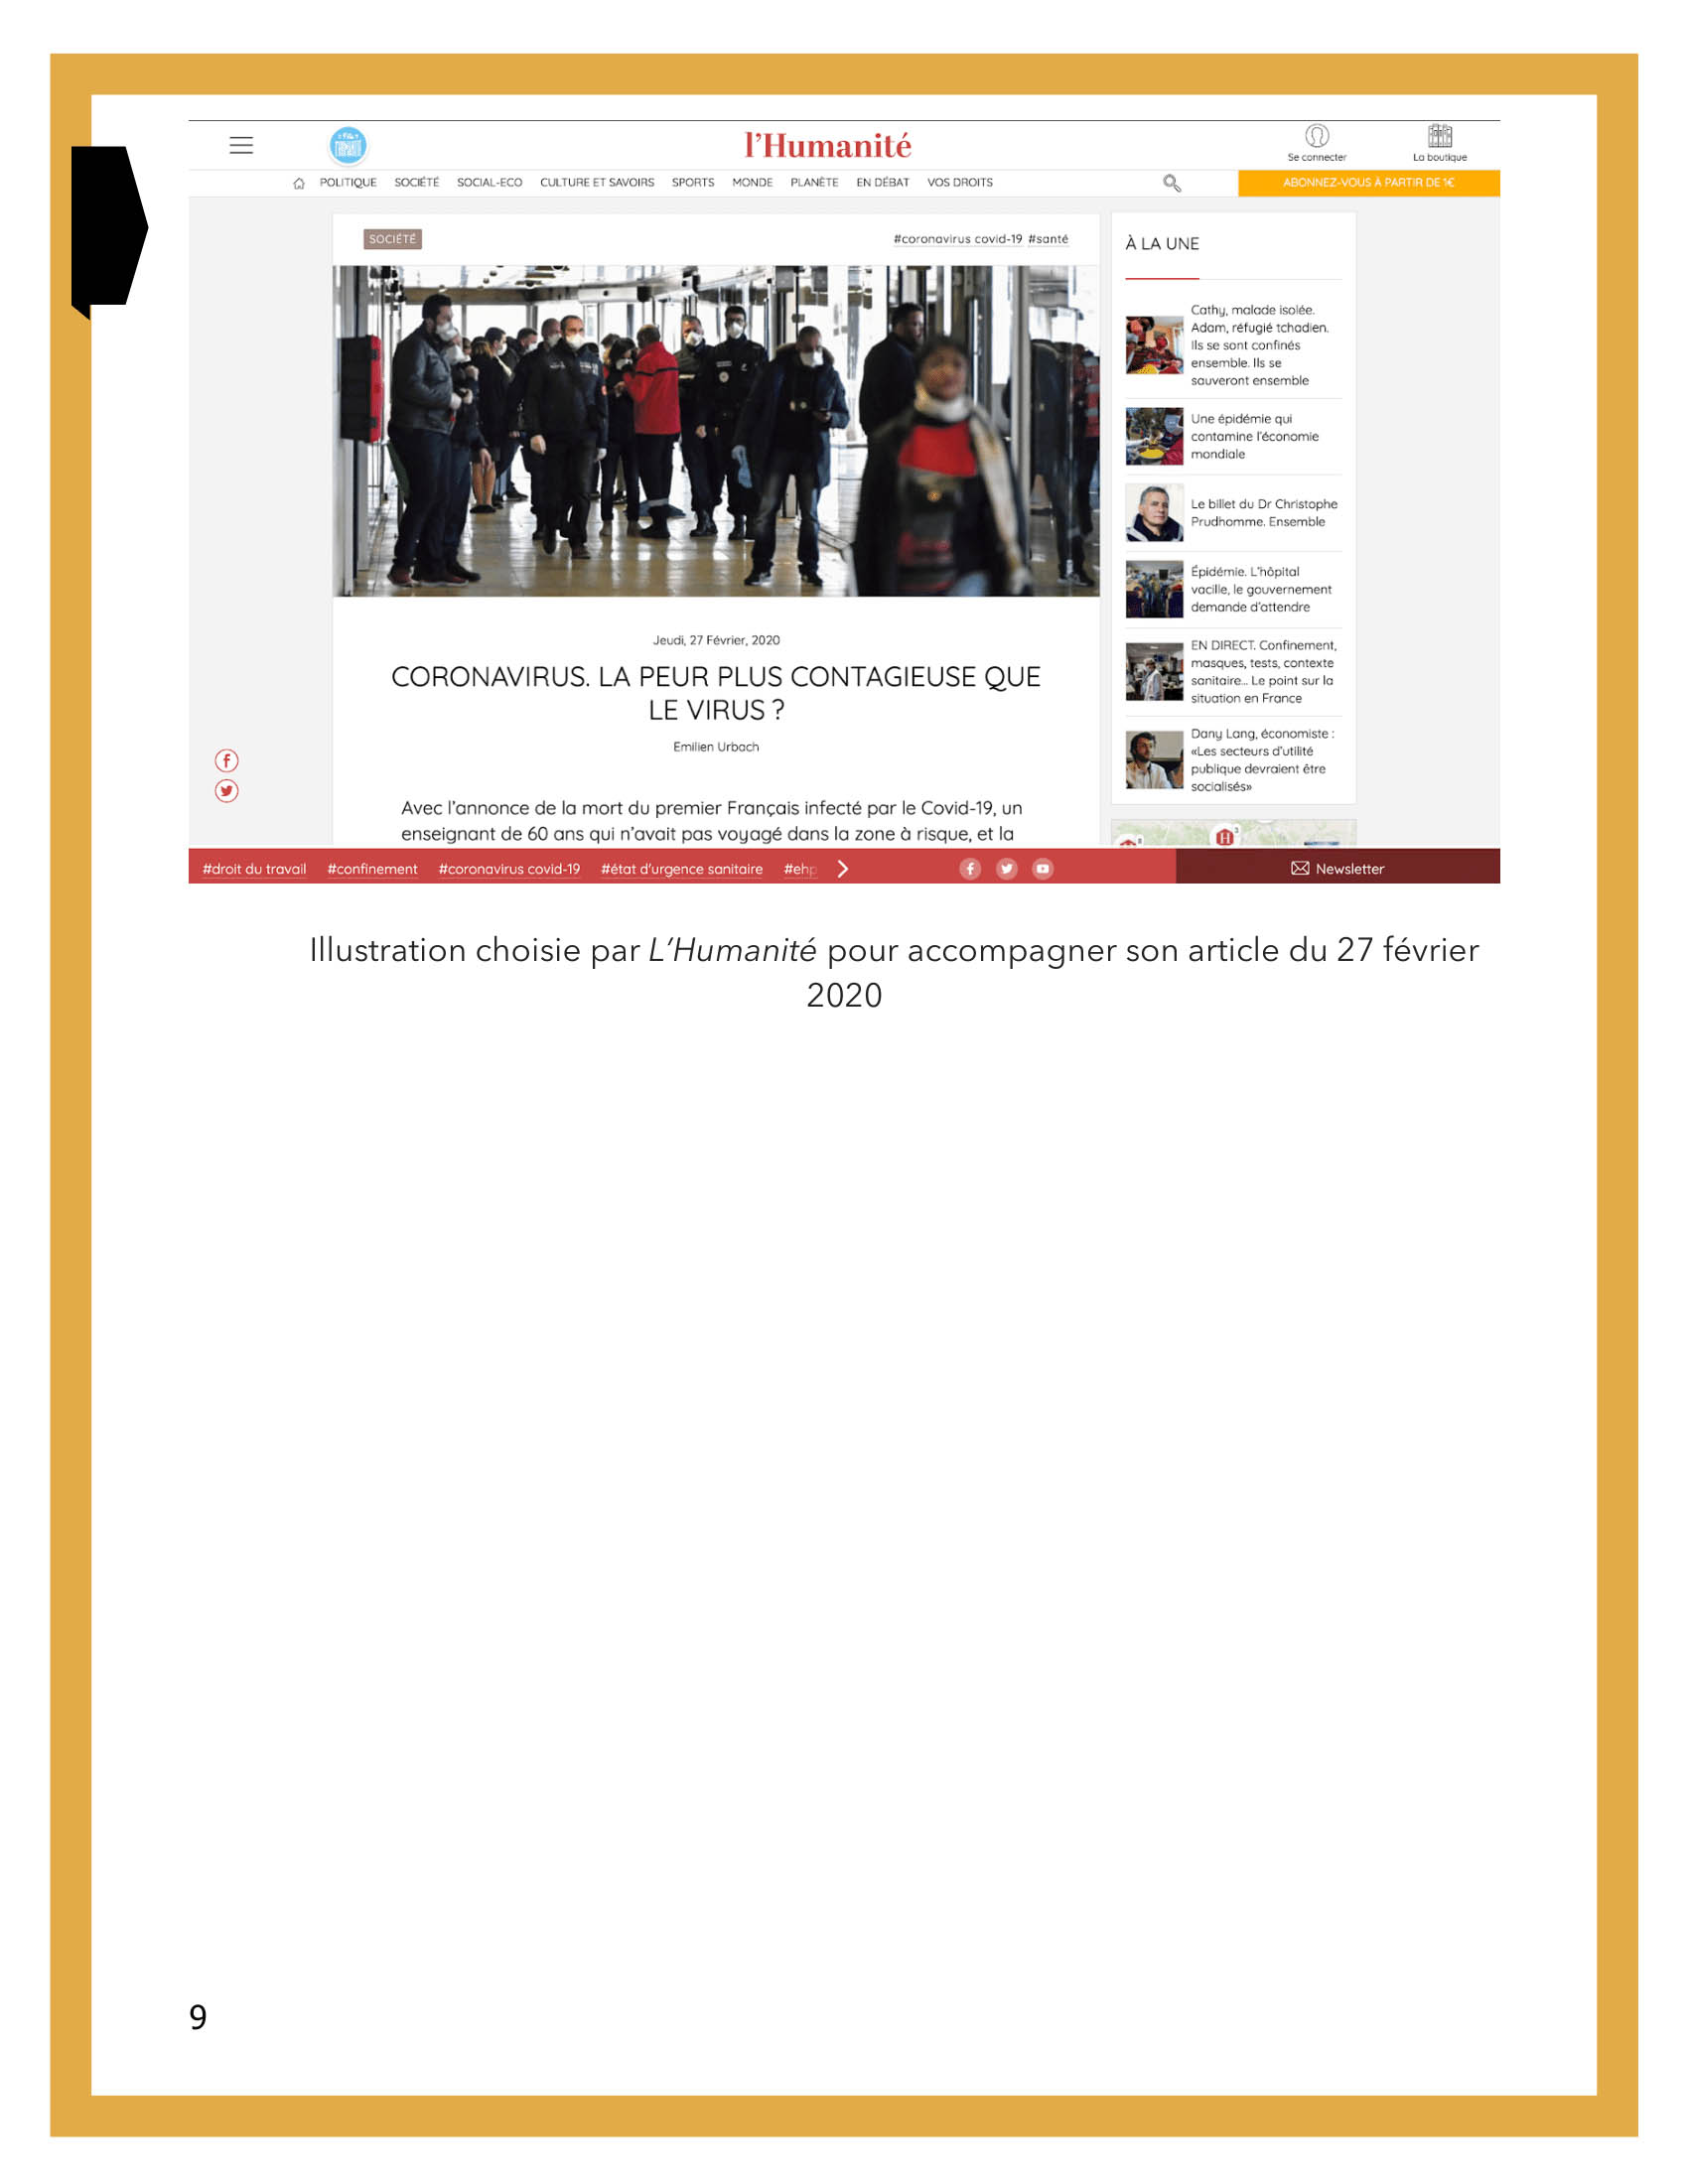 l'Humanité
Se connecter
La boutique
POLITIQUE SOCIÉTÉ SOCIAL-ECO CULTURE ET SAVOIRS SPORTS MONDE PLANÈTE EN DÉBAT VOS DROITS
ABONNEZ-VOUS À PARTIR DE 1€
SOCIÉTÉ
#coronavirus covid-19 #santé
Jeudi, 27 Février, 2020
CORONAVIRUS. LA PEUR PLUS CONTAGIEUSE QUE
LE VIRUS ?
Emilien Urbach
Avec l'annonce de la mort du premier Français infecté par le Covid-19, un
enseignant de 60 ans qui n'avait pas voyagé dans la zone à risque, et la
À LA UNE
Cathy, malade isolée.
Adam, réfugié tchadien.
Ils se sont confinés
ensemble. Ils se
sauveront ensemble
Une épidémie qui
contamine l'économie
mondiale
Le billet du Dr Christophe
Prudhomme. Ensemble
Épidémie. L'hôpital
vacille, le gouvernement
demande d'attendre
EN DIRECT. Confinement,
masques, tests, contexte
sanitaire... Le point sur la
situation en France
Dany Lang, économiste :
«Les secteurs d'utilité
publique devraient être
socialisés»
#droit du travail #confinement #coronavirus covid-19 #état d'urgence sanitaire #ehp
Newsletter
Illustration choisie par L'Humanité pour accompagner son article du 27 février
2020
9